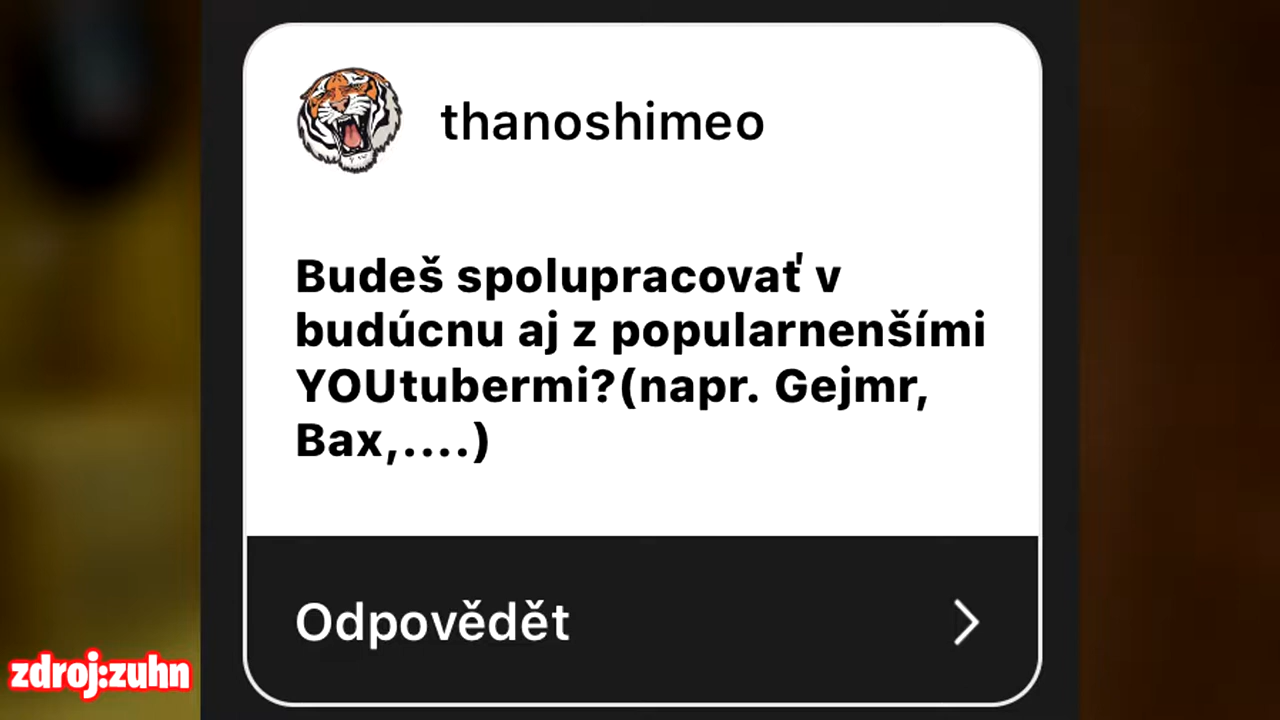 thanoshimeo
Budeš spolupracovať v
budúcnu aj z popularnenšími
YOUtubermi?(napr. Gejmr,
Bax,....)
Odpovědět
zdroj:zuhn